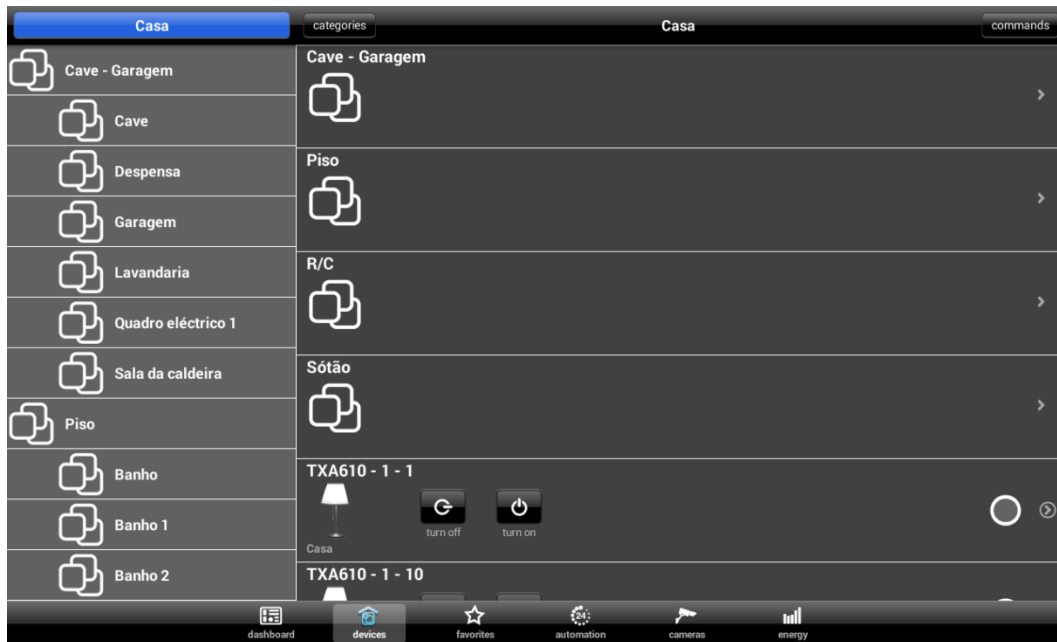 Casa
categories
Casa
commands
Cave - Garagem
Cave
Despensa
Garagem
Lavandaria
Quadro eléctrico 1
Sala da caldeira
Piso
Banho
Banho 1
Banho 2
Cave - Garagem
Piso
R/C
Sótão
TXA610 - 1 - 1
turn off
turn on
Casa
TXA610 - 1 - 10
dashboard
devices
favorites
24
automation
cameras
energy